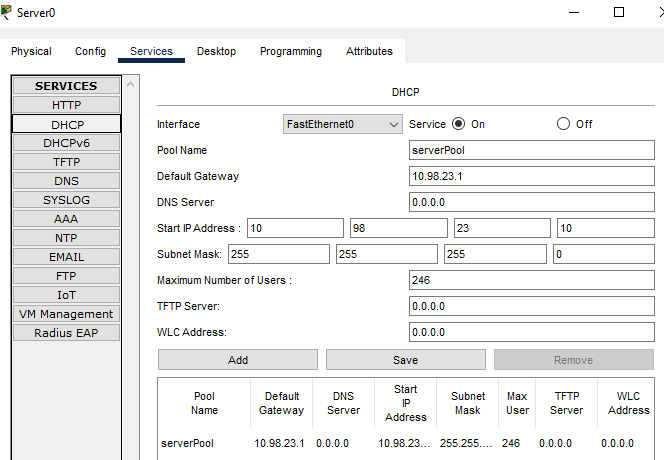 Server0
Physical Config Services Desktop Programming Attributes
SERVICES
HTTP
DHCP
DHCPv6
TFTP
DNS
SYSLOG
AAA
NTP
EMAIL
FTP
IoT
VM Management
Radius EAP
DHCP
Interface FastEthernet0 Service On Off
Pool Name serverPool
Default Gateway 10.98.23.1
DNS Server 0.0.0.0
Start IP Address : 10 98 23 10
Subnet Mask: 255 255 255 0
Maximum Number of Users : 246
TFTP Server: 0.0.0.0
WLC Address: 0.0.0.0
Add Save Remove
Pool Name Default Gateway DNS Server Start IP Address Subnet Mask Max User TFTP Server WLC Address
serverPool 10.98.23.1 0.0.0.0 10.98.23... 255.255.... 246 0.0.0.0 0.0.0.0